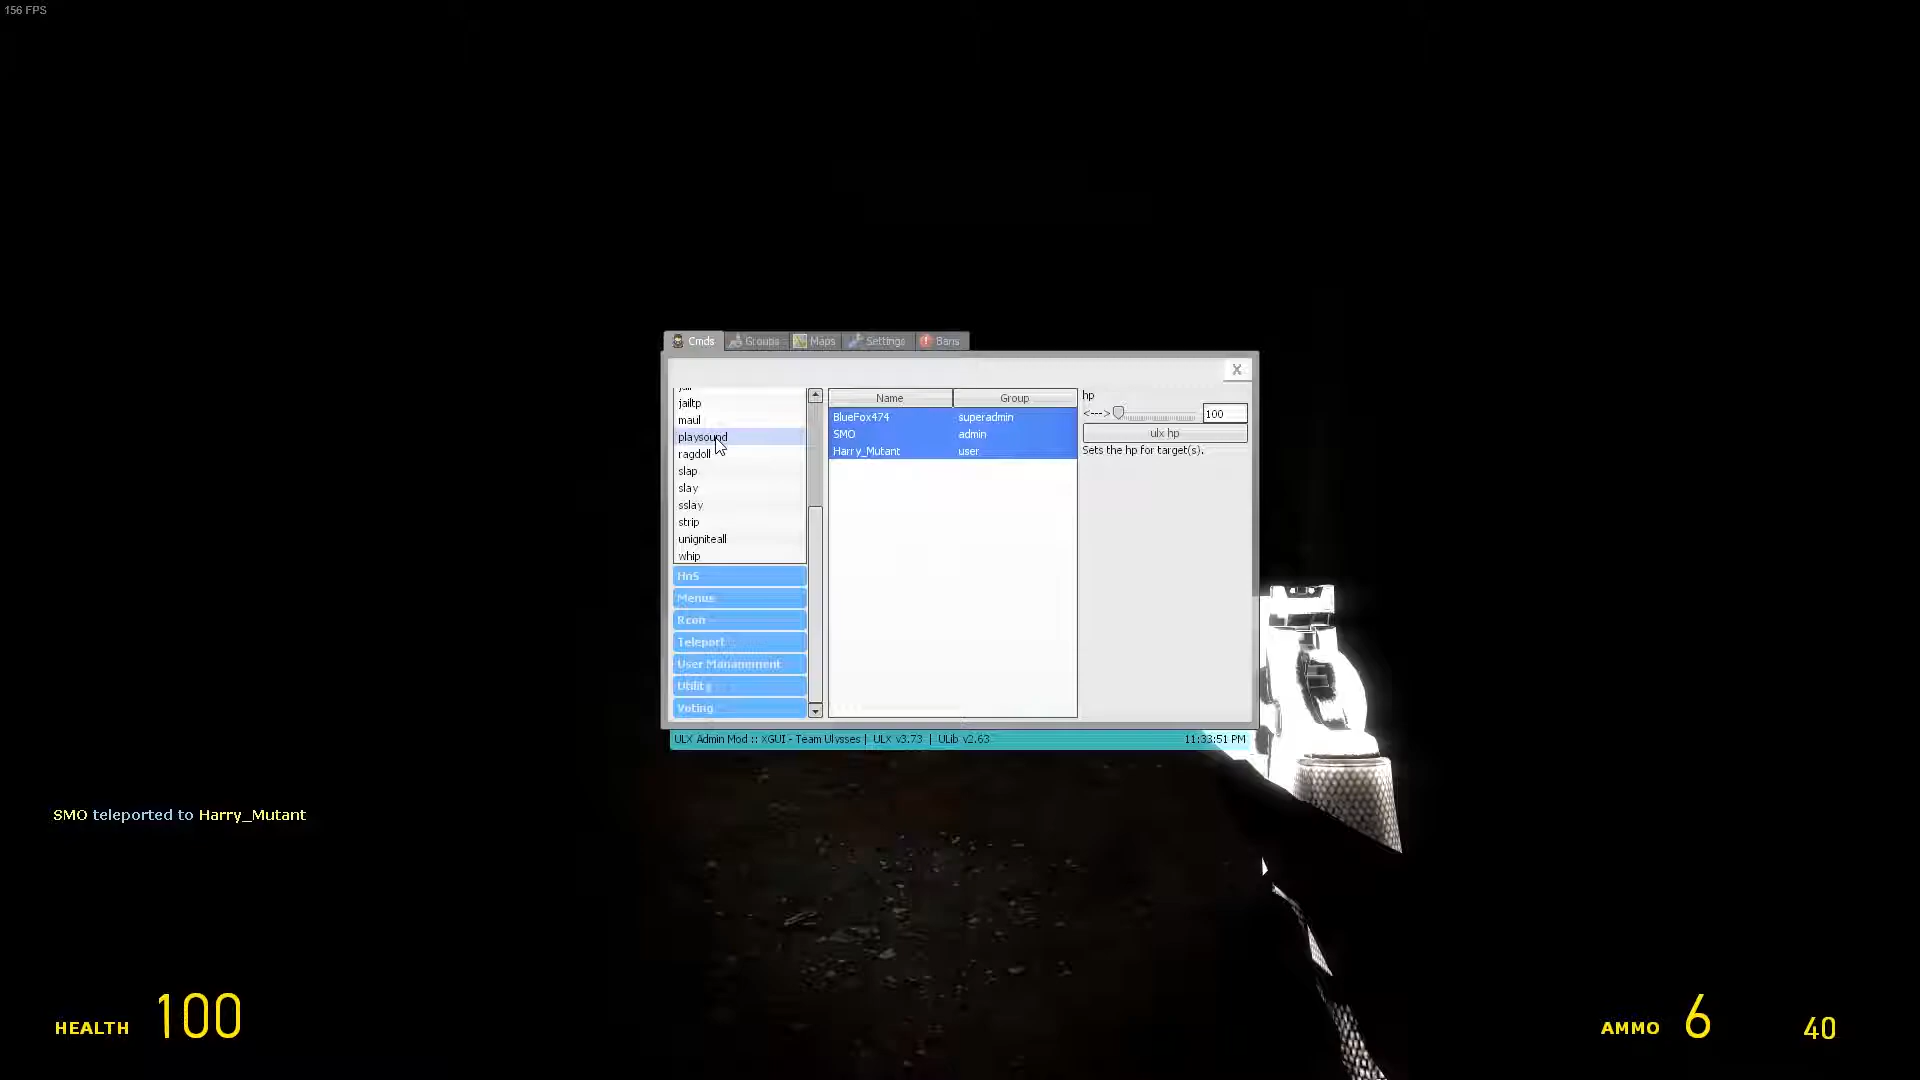 156 FPS
Cmds Groups Maps Settings Bans
X
jail
jailtp
maul
playsound
ragdoll
slap
slay
sslay
strip
unigniteall
whip
HnS
Menus
Rcon
Teleport
User Management
Utility
Voting
Name Group
BlueFox474 superadmin
SMO admin
Harry_Mutant user
hp
<---> 100
ulx hp
Sets the hp for target(s).
ULX Admin Mod :: XGUI - Team Ulysses | ULX v3.73 | ULib v2.63 11:33:51 PM
SMO teleported to Harry_Mutant
HEALTH 100
AMMO 6 40